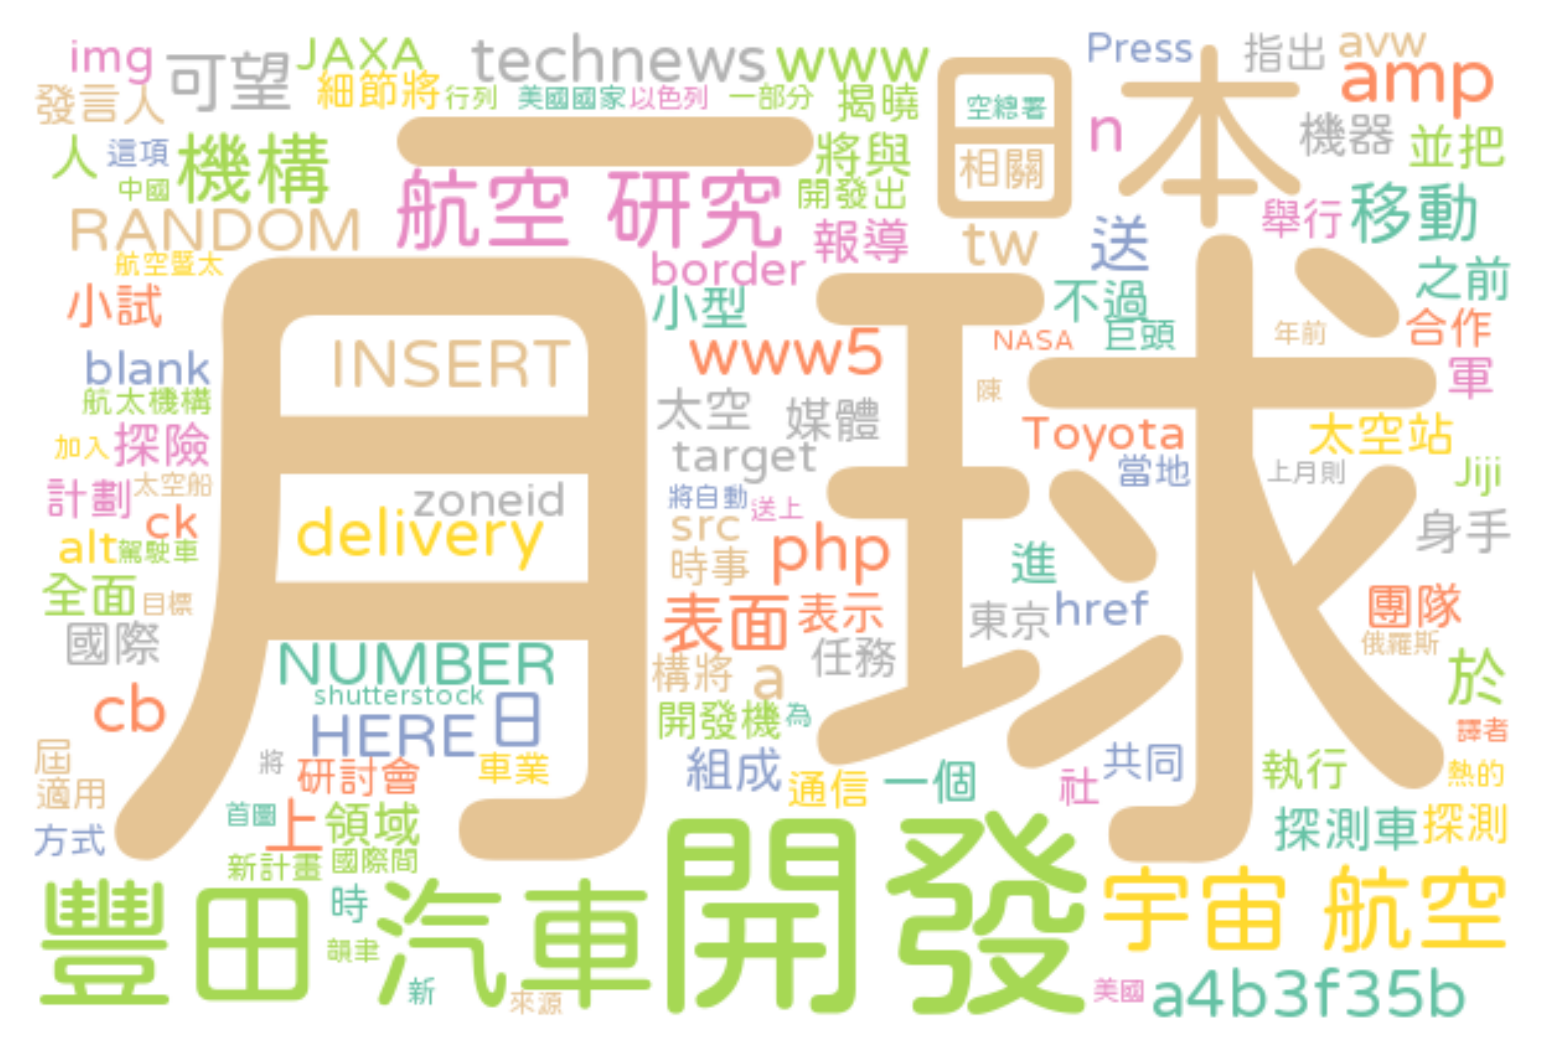 img 可望 JAXA technews www 日本 Press 指出 avw
發言人 細節將 行列 美國國家 以色列 一部分 揭曉 空總署 amp
人 這項 機構 一 將與 相關 n 機器 並把
中國 航空 研究 開發出 移動
RANDOM 報導 tw 送 舉行
航空暨太 border 之前
小試 月球 小型 不過
INSERT www5 NASA 巨頭 年前 合作
blank 太空 媒體 陳 軍
航太機構 Toyota 太空站
加入 探險 target 當地 上月則 Jiji
計劃 太空船 zoneid 將自動 送上
ck delivery src php 身手
alt 駕駛車 時事 進
全面 目標 表面 表示 東京 href 團隊
國際 NUMBER 構將 a 任務 俄羅斯 於
cb shutterstock 日 開發機 為 譯者
HERE
屆 將 研討會 車業 組成 通信 一個 社 共同 執行 熱的
適用
方式 首圖 上 領域 開發 探測車 探測
新計畫 國際間
豐田 汽車 時 宇宙 航空
韻聿
新 來源 美國 a4b3f35b